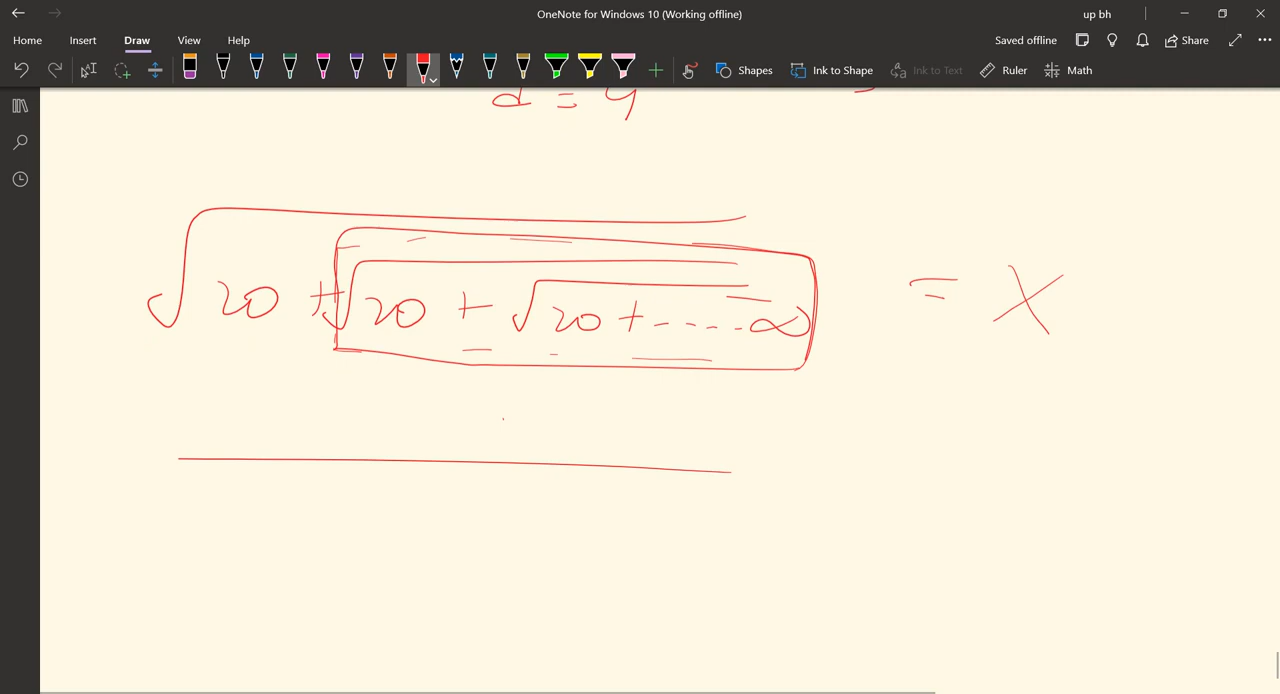 OneNote for Windows 10 (Working offline)
up bh
Home Insert Draw View Help
Saved offline
Share
Shapes
Ink to Shape
Ink to Text
Ruler
Math
d = 4
√(20 + √(20 + √(20 + ....∞ = X